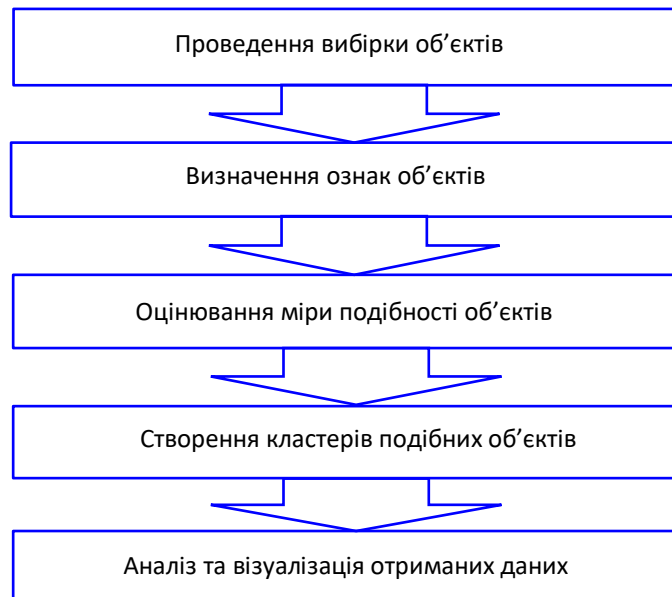 Проведення вибірки об’єктів
Визначення ознак об’єктів
Оцінювання міри подібності об’єктів
Створення кластерів подібних об’єктів
Аналіз та візуалізація отриманих даних